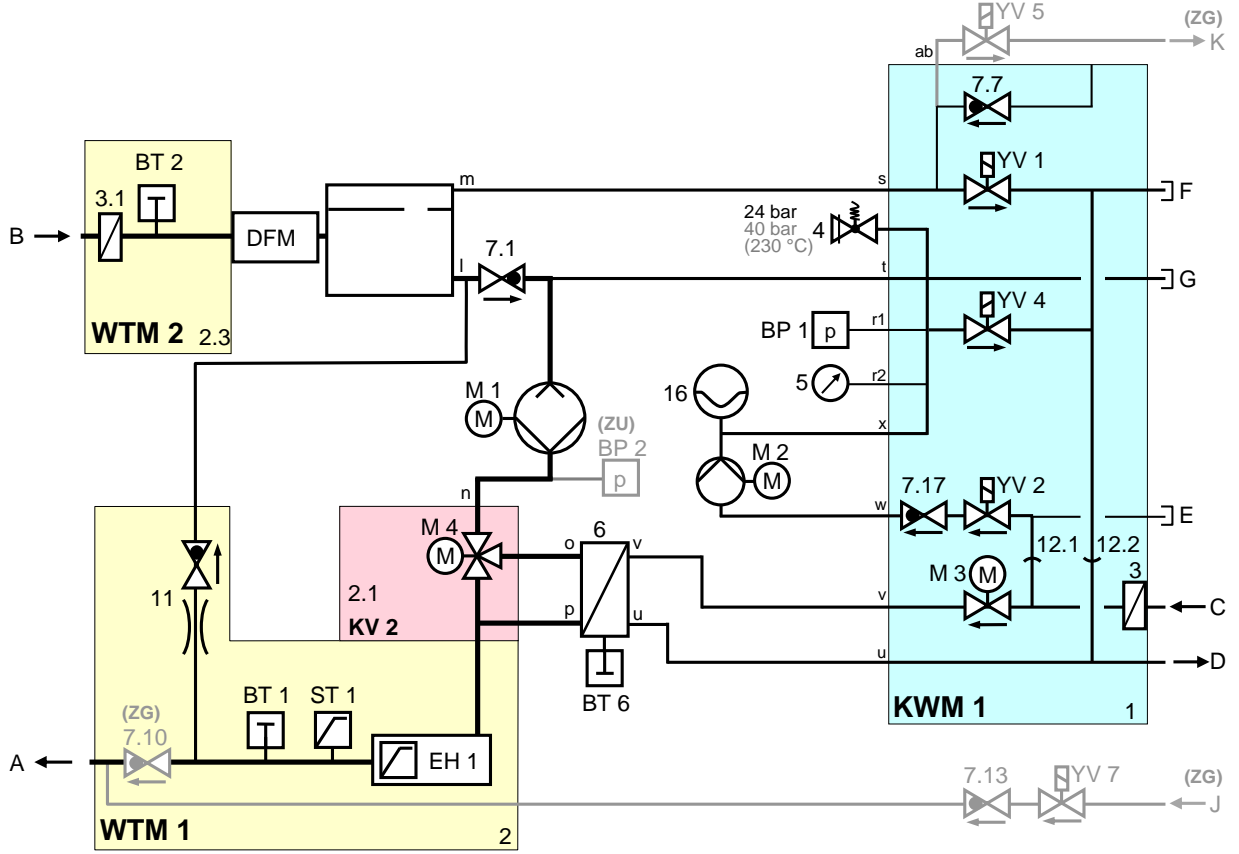 YV 5
(ZG)
K
ab
7.7
BT 2
YV 1
3.1
m
s
F
24 bar
40 bar
(230 °C)
4
B
DFM
7.1
l
t
G
WTM 2
2.3
YV 4
BP 1
p
r1
5
r2
16
M 1
M
(ZU)
BP 2
p
x
M 2
M
n
7.17
YV 2
w
E
M 4
M
6
o
v
12.1
12.2
M 3
M
3
11
2.1
KV 2
p
u
v
C
u
D
BT 6
BT 1
ST 1
KWM 1
1
(ZG)
7.10
A
EH 1
7.13
YV 7
(ZG)
J
WTM 1
2